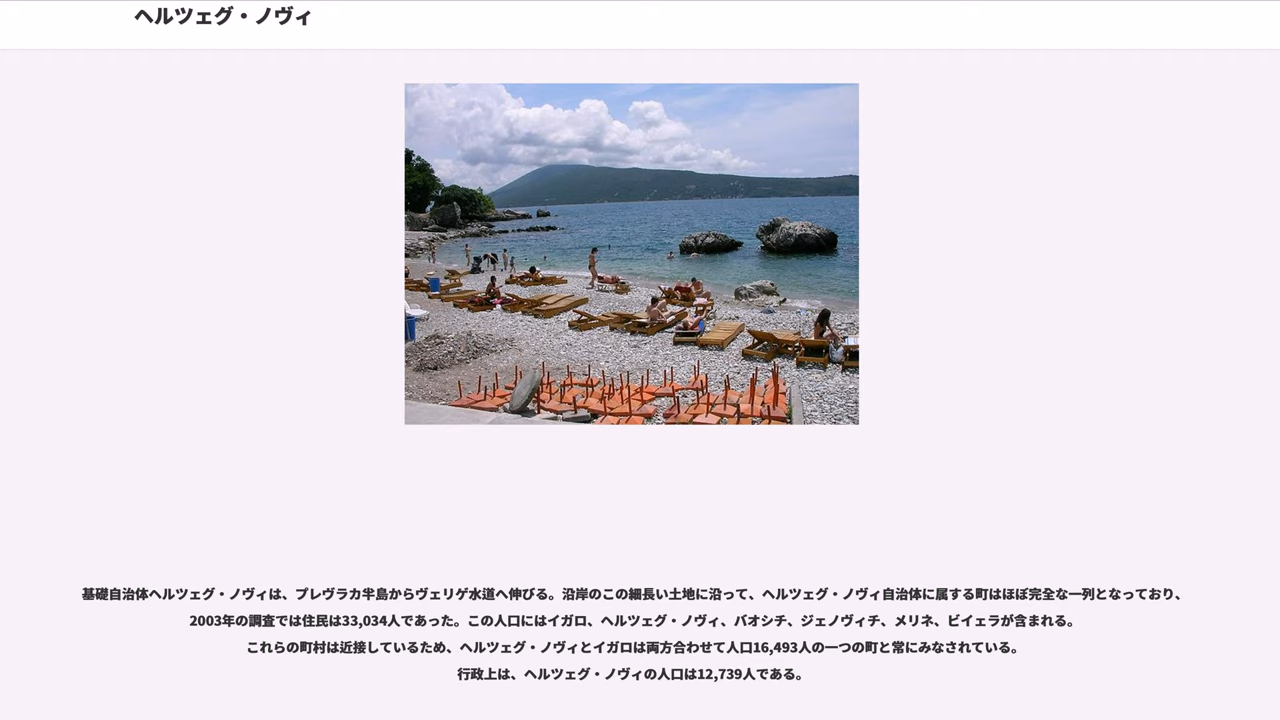 ヘルツェグ・ノヴィ
基礎自治体ヘルツェグ・ノヴィは、プレヴラカ半島からヴェリゲ水道へ伸びる。沿岸のこの細長い土地に沿って、ヘルツェグ・ノヴィ自治体に属する町はほぼ完全な一列となっており、
2003年の調査では住民は33,034人であった。この人口にはイガロ、ヘルツェグ・ノヴィ、バオシチ、ジェノヴィチ、メリネ、ビイェラが含まれる。
これらの町村は近接しているため、ヘルツェグ・ノヴィとイガロは両方合わせて人口16,493人の一つの町と常にみなされている。
行政上は、ヘルツェグ・ノヴィの人口は12,739人である。